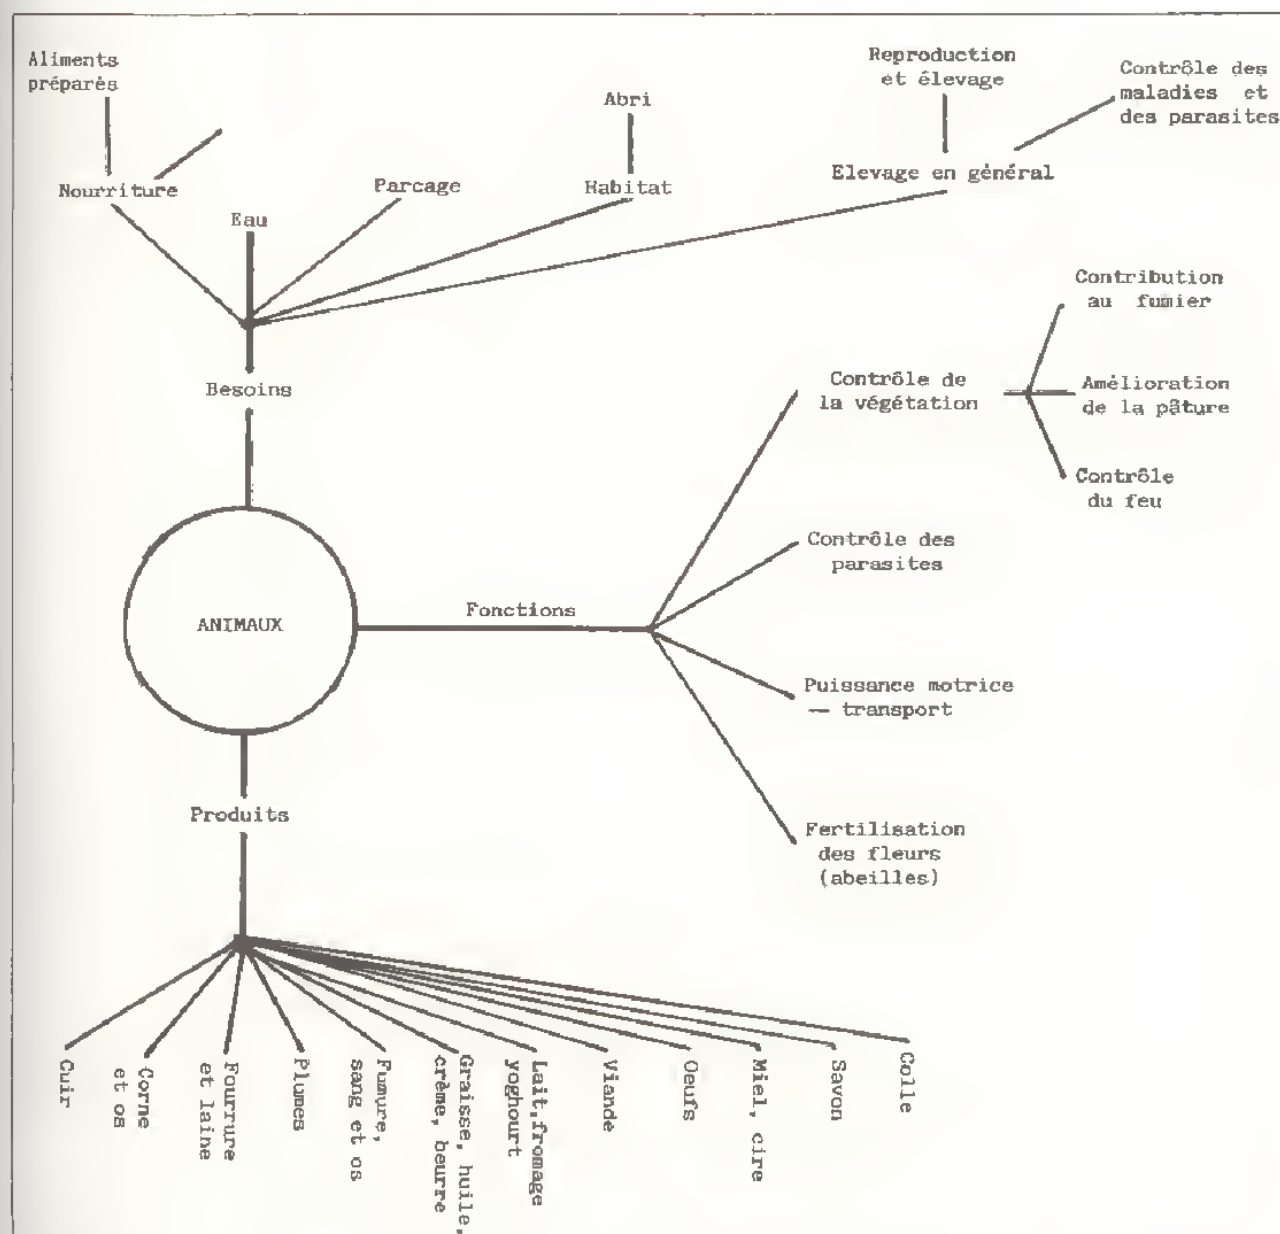 Aliments
préparés
Reproduction
et élevage
Contrôle des
maladies et
des parasites
Abri
Nourriture
Parcage
Habitat
Elevage en général
Eau
Contribution
au fumier
Besoins
Contrôle de
la végétation
Amélioration
de la pâture
Contrôle
du feu
Contrôle des
parasites
Fonctions
ANIMAUX
Puissance motrice
— transport
Produits
Fertilisation
des fleurs
(abeilles)
Cuir
Corne
et os
Fourrure
et laine
Plumes
Fumure,
sang et os
Graisse, huile,
crème, beurre
Lait, fromage
yoghourt
Viande
Oeufs
Miel, cire
Savon
Colle